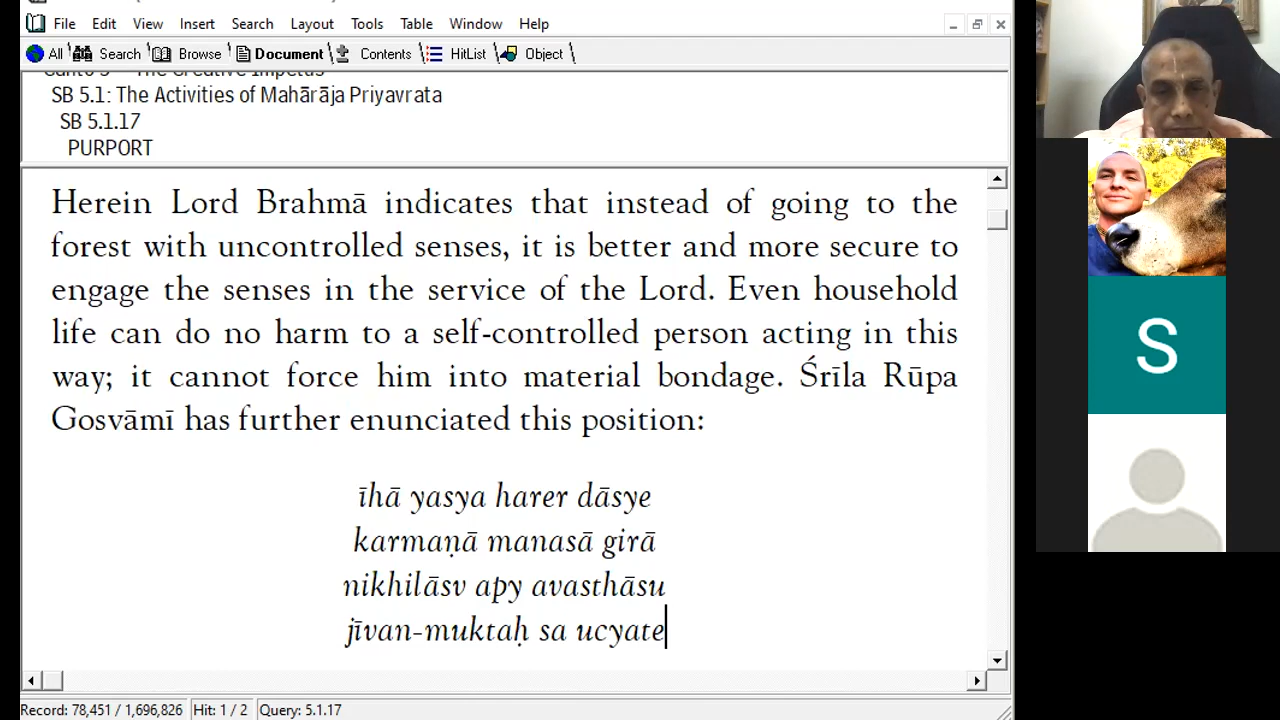 File Edit View Insert Search Layout Tools Table Window Help
All Search Browse Document Contents HitList Object
SB 5.1: The Activities of Mahārāja Priyavrata
SB 5.1.17
PURPORT
Herein Lord Brahmā indicates that instead of going to the
forest with uncontrolled senses, it is better and more secure to
engage the senses in the service of the Lord. Even household
life can do no harm to a self-controlled person acting in this
way; it cannot force him into material bondage. Śrīla Rūpa
Gosvāmī has further enunciated this position:
īhā yasya harer dāsye
karmaṇā manasā girā
nikhilāsv apy avasthāsu
jīvan-muktaḥ sa ucyate
S
Record: 78,451 / 1,696,826 Hit: 1 / 2 Query: 5.1.17